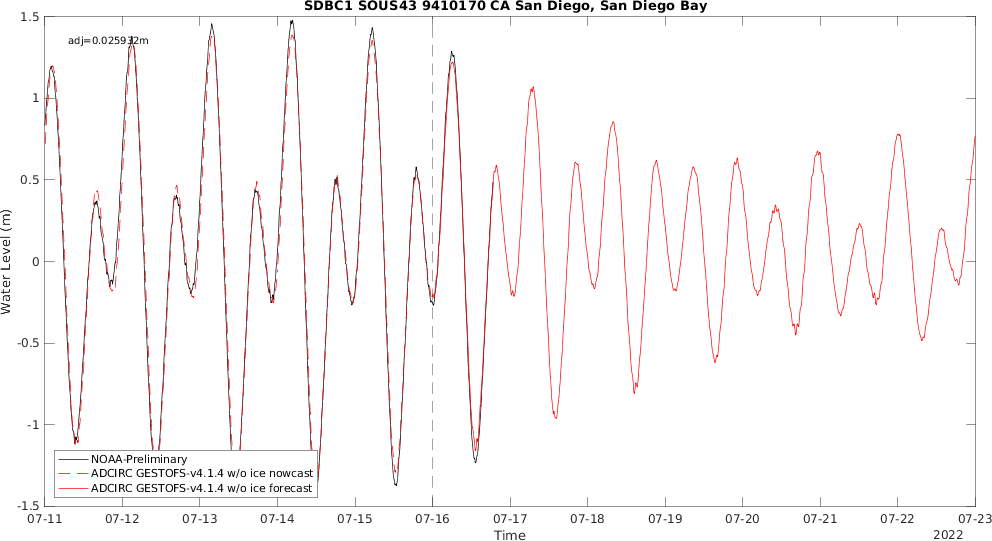 SDBC1 SOUS43 9410170 CA San Diego, San Diego Bay
adj=0.025932m
1.5
1
0.5
0
-0.5
-1
-1.5
Water Level (m)
NOAA-Preliminary
ADCIRC GESTOFS-v4.1.4 w/o ice nowcast
ADCIRC GESTOFS-v4.1.4 w/o ice forecast
07-11 07-12 07-13 07-14 07-15 07-16 07-17 07-18 07-19 07-20 07-21 07-22 07-23
Time
2022